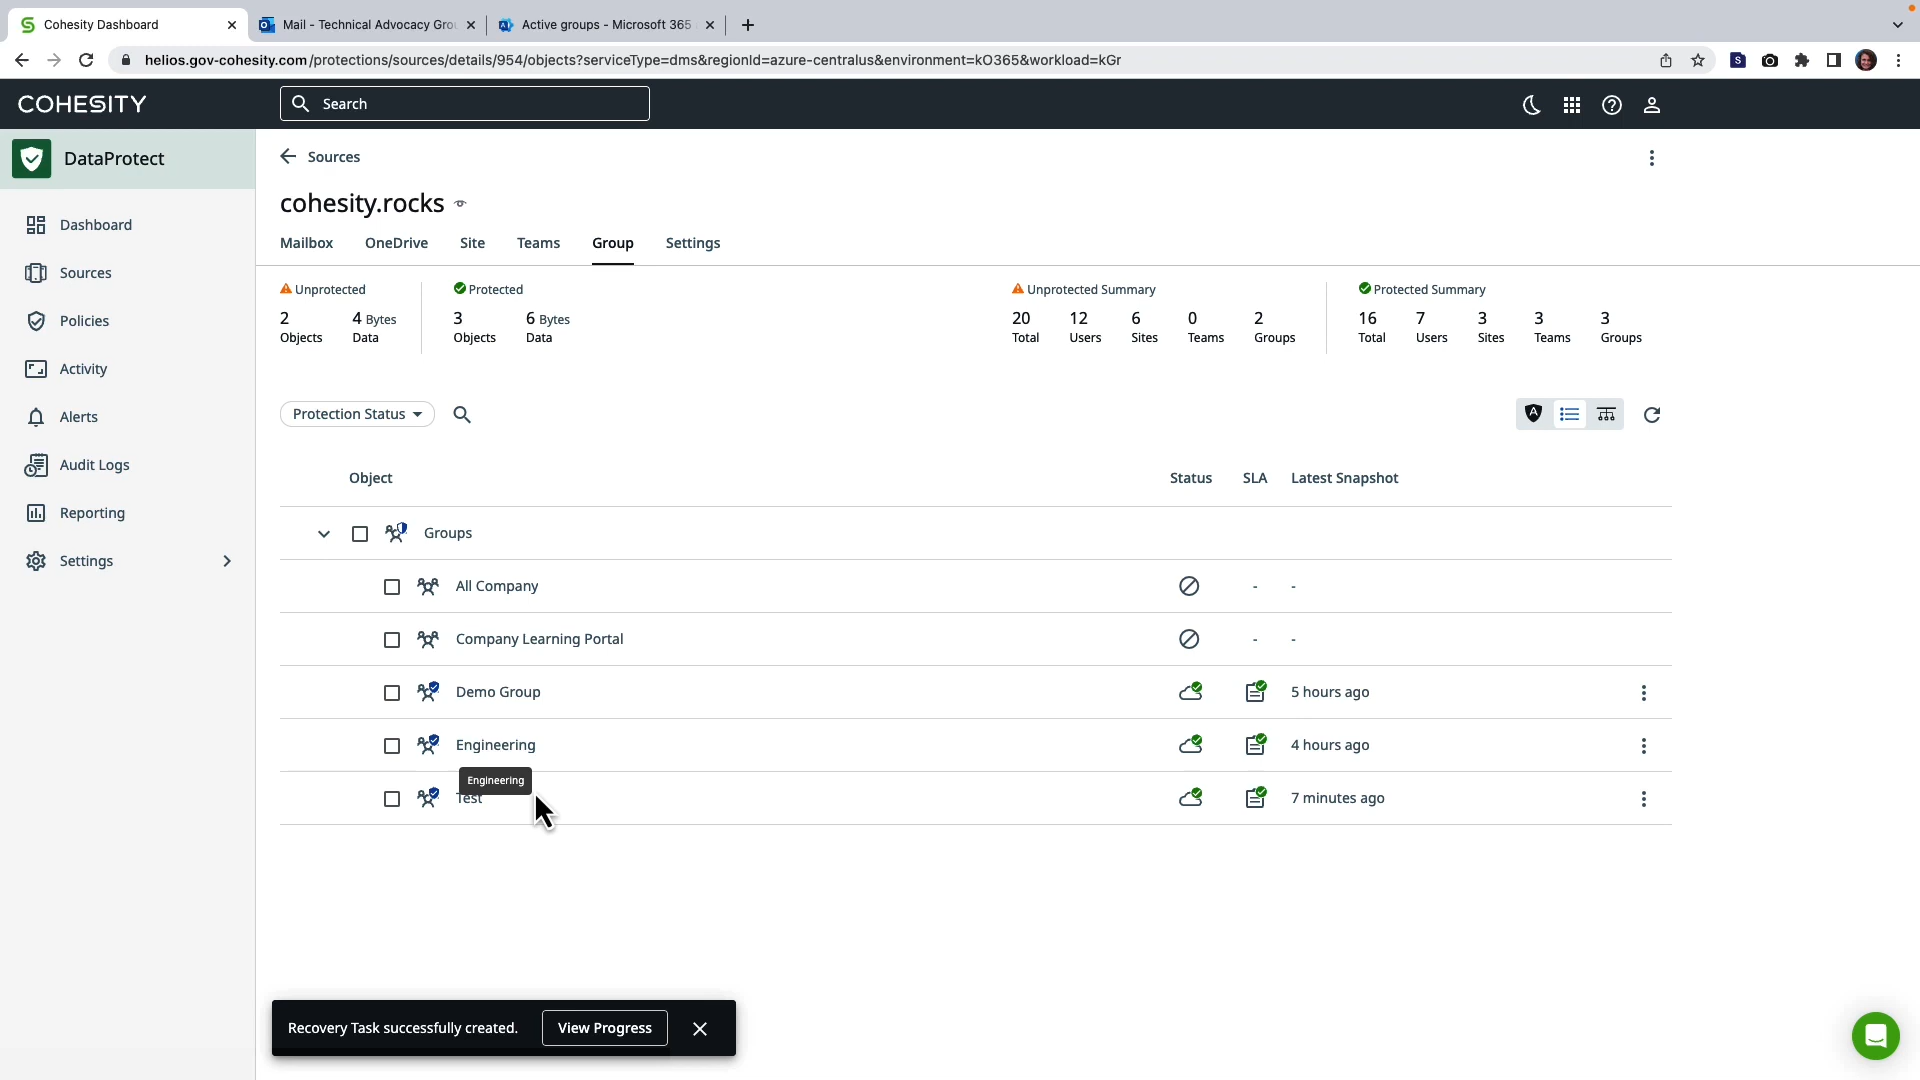 Cohesity Dashboard
Mail - Technical Advocacy Grou
Active groups - Microsoft 365
helios.gov-cohesity.com/protections/sources/details/954/objects?serviceType=dms&regionId=azure-centralus&environment=kO365&workload=kGr
COHESITY
Search
DataProtect
Dashboard
Sources
Policies
Activity
Alerts
Audit Logs
Reporting
Settings
Sources
cohesity.rocks
Mailbox OneDrive Site Teams Group Settings
Unprotected Protected Unprotected Summary Protected Summary
2 4 Bytes 3 6 Bytes 20 12 6 0 2 16 7 3 3 3
Objects Data Objects Data Total Users Sites Teams Groups Total Users Sites Teams Groups
Protection Status
Object Status SLA Latest Snapshot
Groups
All Company - -
Company Learning Portal - -
Demo Group 5 hours ago
Engineering 4 hours ago
Engineering
Test 7 minutes ago
Recovery Task successfully created. View Progress